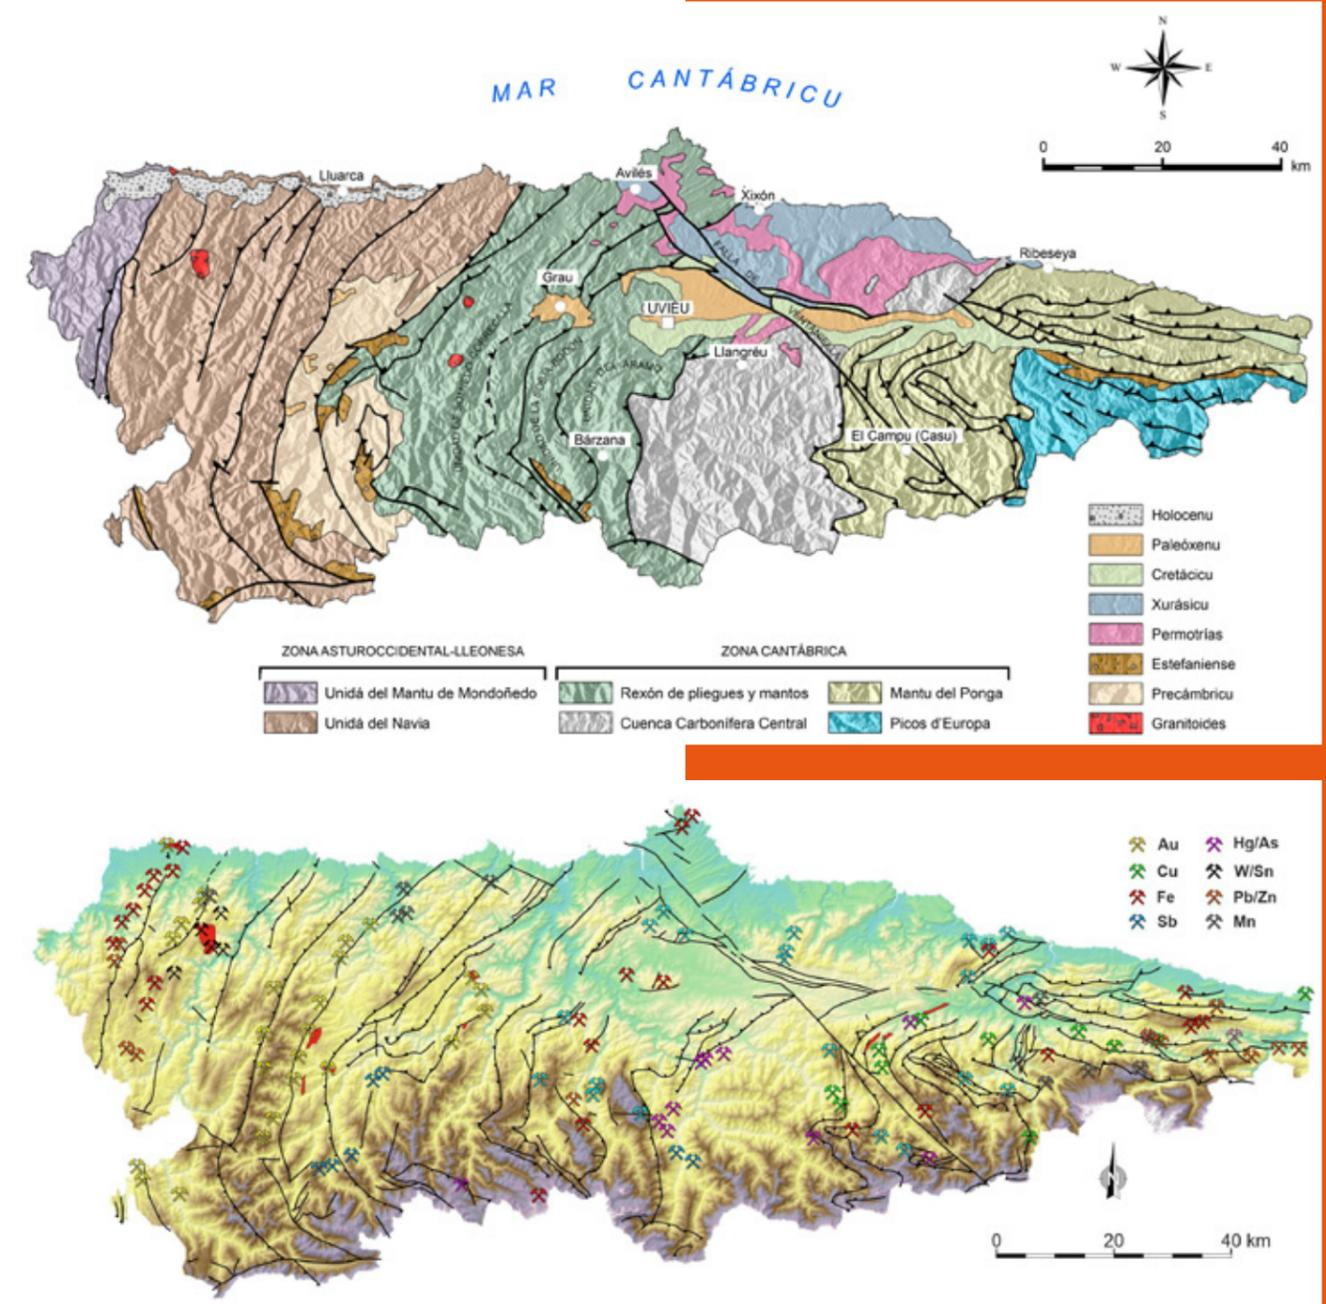 N
W E
S
MAR CANTÁBRICU
0 20 40
km
Lluarca
Avilés
Xixón
Ribeseya
FALLA DE
VENTANIELLA
Grau
UVIÉU
Llangréu
El Campu (Casu)
Bárzana
Holocenu
Paleóxenu
Cretácicu
Xurásicu
Permotrías
Estefaniense
Precámbricu
Granitoides
ZONA ASTUROCCIDENTAL-LLEONESA
Unidá del Mantu de Mondoñedo
Unidá del Navia
ZONA CANTÁBRICA
Rexón de pliegues y mantos
Mantu del Ponga
Cuenca Carbonífera Central
Picos d'Europa
Au Hg/As
Cu W/Sn
Fe Pb/Zn
Sb Mn
0 20 40 km